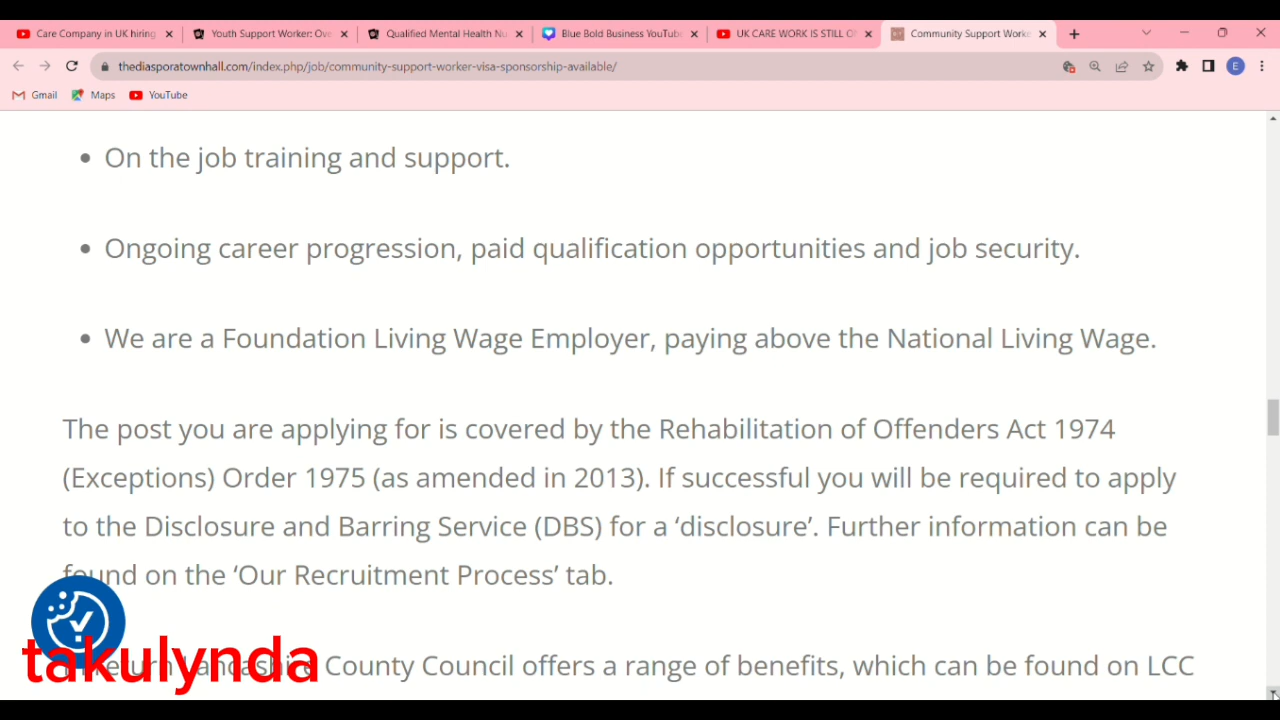 Care Company in UK hiring
Youth Support Worker: Ove
Qualified Mental Health Nu
Blue Bold Business YouTube
UK CARE WORK IS STILL O
Community Support Worke
thediasporatownhall.com/index.php/job/community-support-worker-visa-sponsorship-available/
E
Gmail
Maps
YouTube
• On the job training and support.
• Ongoing career progression, paid qualification opportunities and job security.
• We are a Foundation Living Wage Employer, paying above the National Living Wage.
The post you are applying for is covered by the Rehabilitation of Offenders Act 1974
(Exceptions) Order 1975 (as amended in 2013). If successful you will be required to apply
to the Disclosure and Barring Service (DBS) for a ‘disclosure’. Further information can be
found on the ‘Our Recruitment Process’ tab.
return Lancashire County Council offers a range of benefits, which can be found on LCC
takulynda